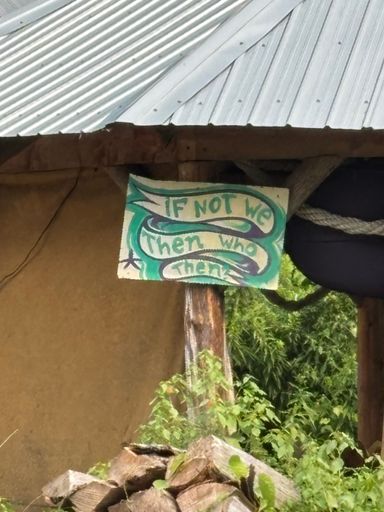 IF NOT We
Then Who
Then?